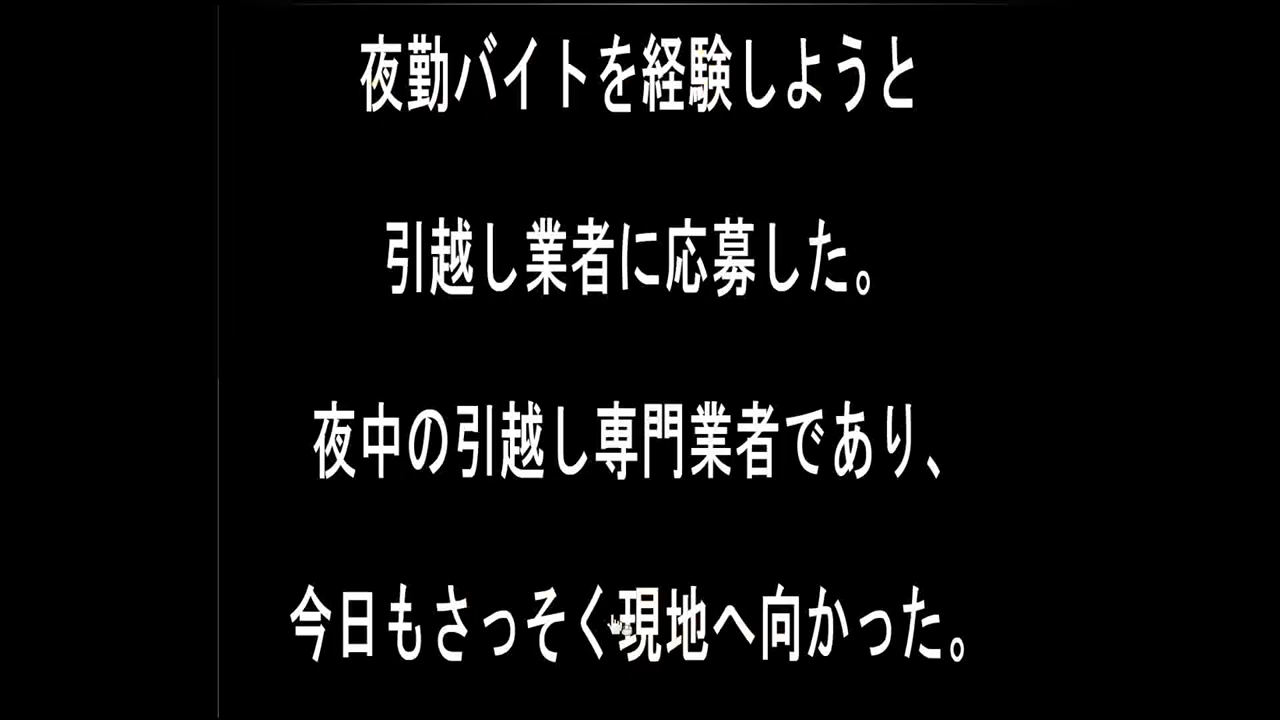 夜勤バイトを経験しようと
引越し業者に応募した。
夜中の引越し専門業者であり、
今日もさっそく現地へ向かった。